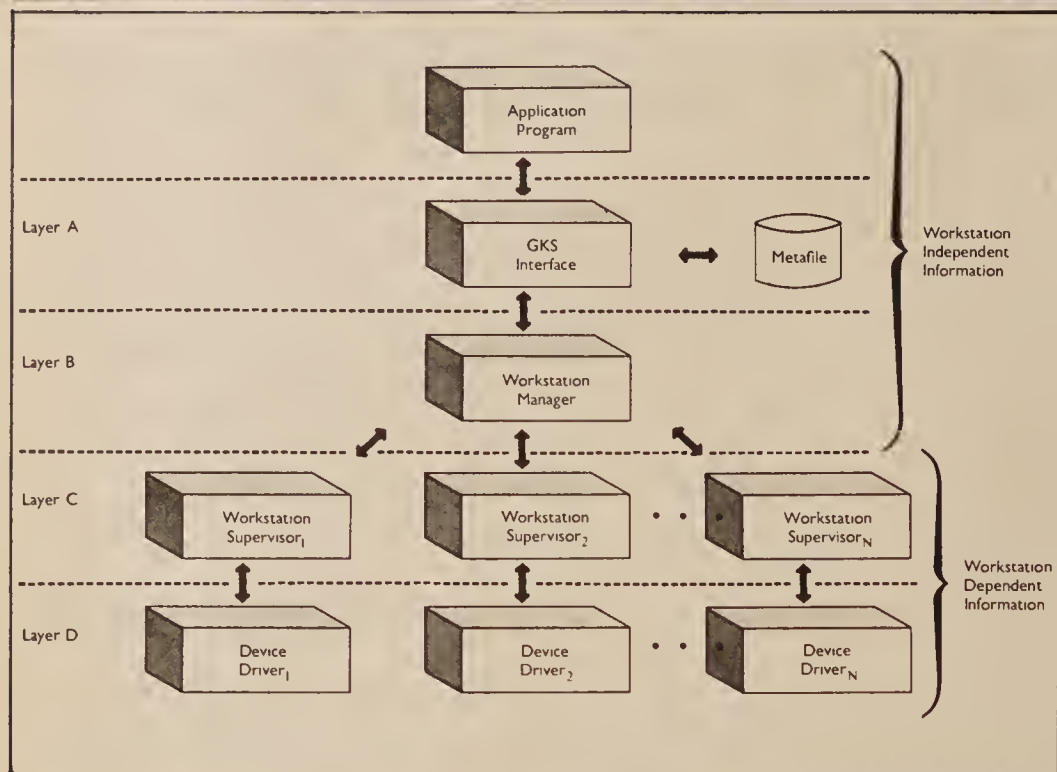 Application
Program
Layer A
GKS
Interface
Metafile
Workstation
Independent
Information
Layer B
Workstation
Manager
Layer C
Workstation
Supervisor1
Workstation
Supervisor2
. . .
Workstation
SupervisorN
Workstation
Dependent
Information
Layer D
Device
Driver1
Device
Driver2
. . .
Device
DriverN